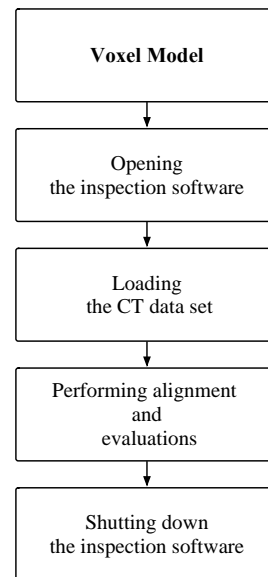 Voxel Model
Opening
the inspection software
Loading
the CT data set
Performing alignment
and
evaluations
Shutting down
the inspection software